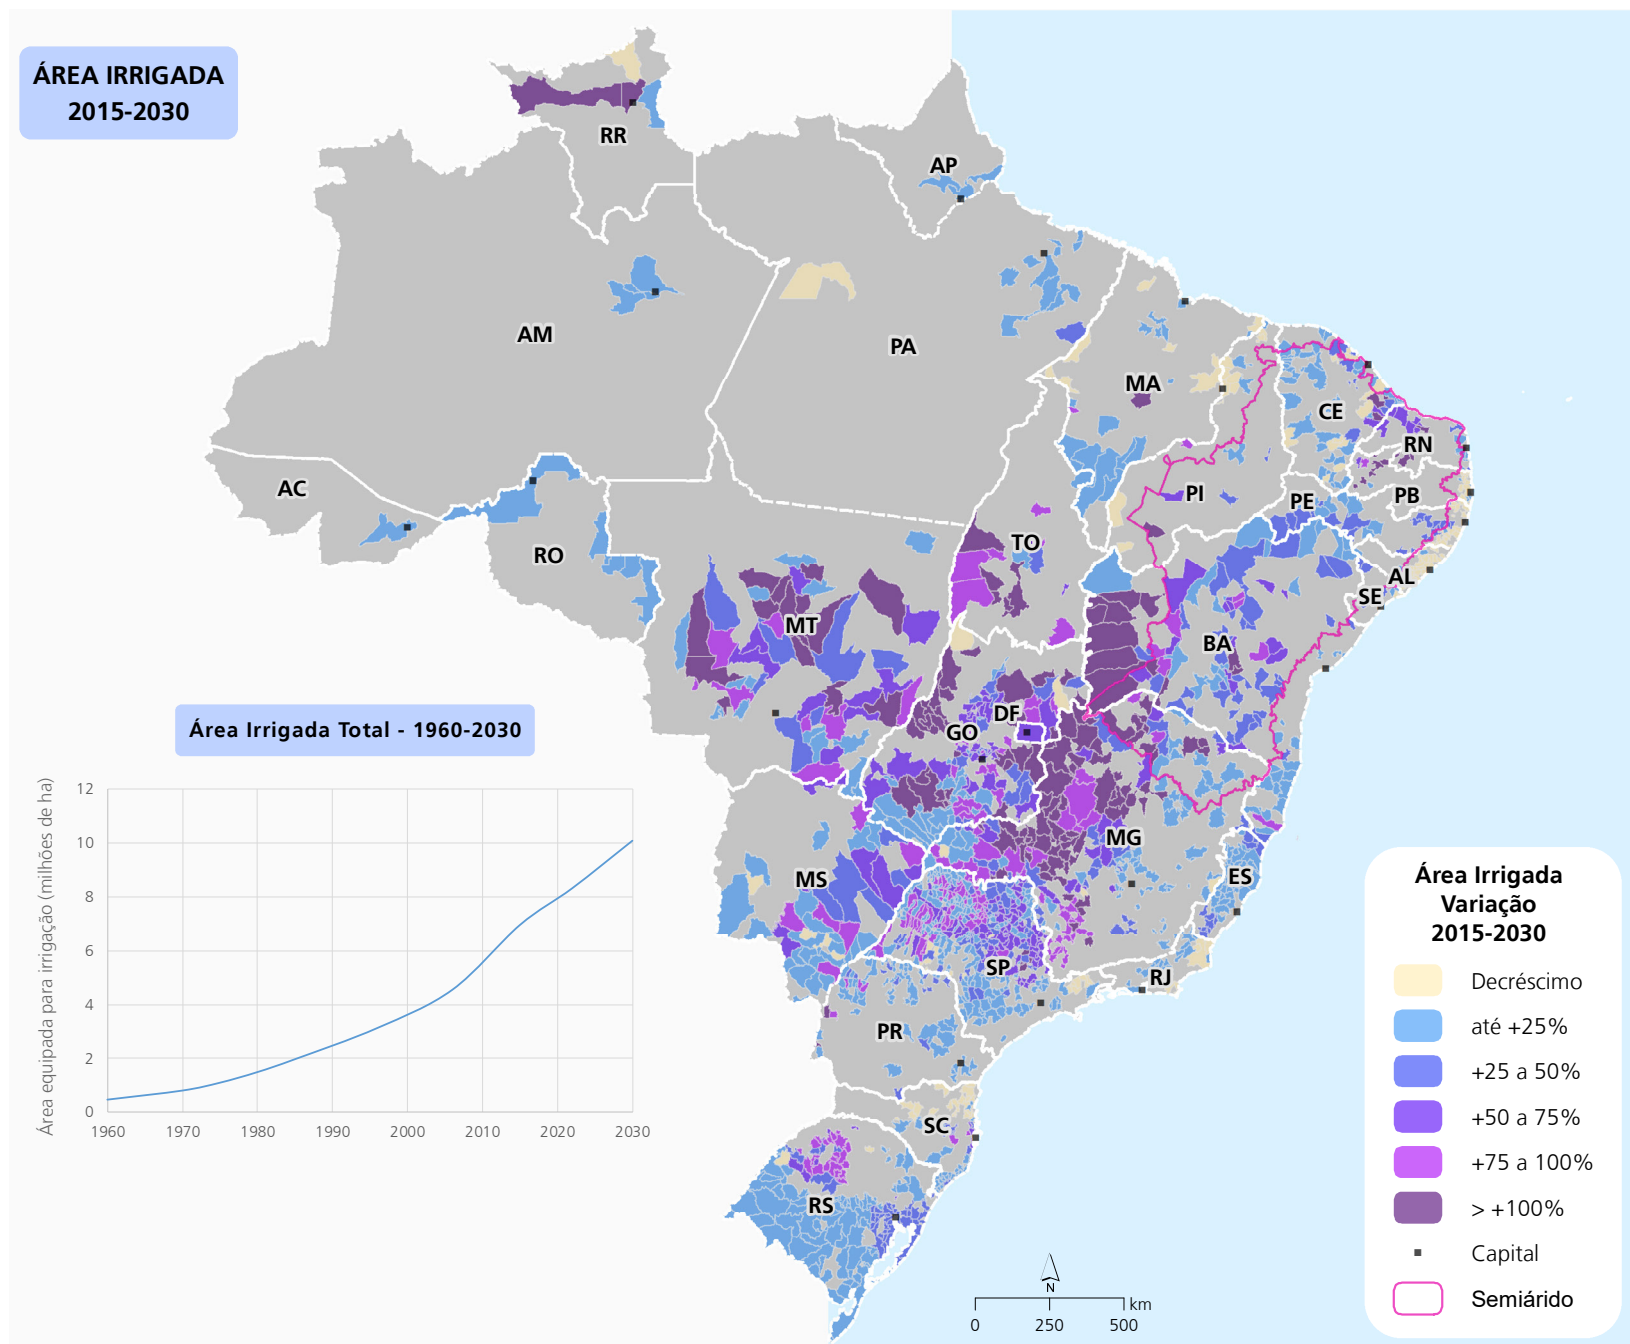 ÁREA IRRIGADA
2015-2030
RR
AP
AM
PA
MA
CE
RN
AC
PI
PE
PB
TO
RO
AL
SE
MT
BA
DF
GO
MG
MS
ES
SP
RJ
PR
SC
RS
Área Irrigada Total - 1960-2030
Área equipada para irrigação (milhões de ha)
12
10
8
6
4
2
0
1960 1970 1980 1990 2000 2010 2020 2030
Área Irrigada
Variação
2015-2030
Decréscimo
até +25%
+25 a 50%
+50 a 75%
+75 a 100%
> +100%
Capital
Semiárido
N
km
0 250 500